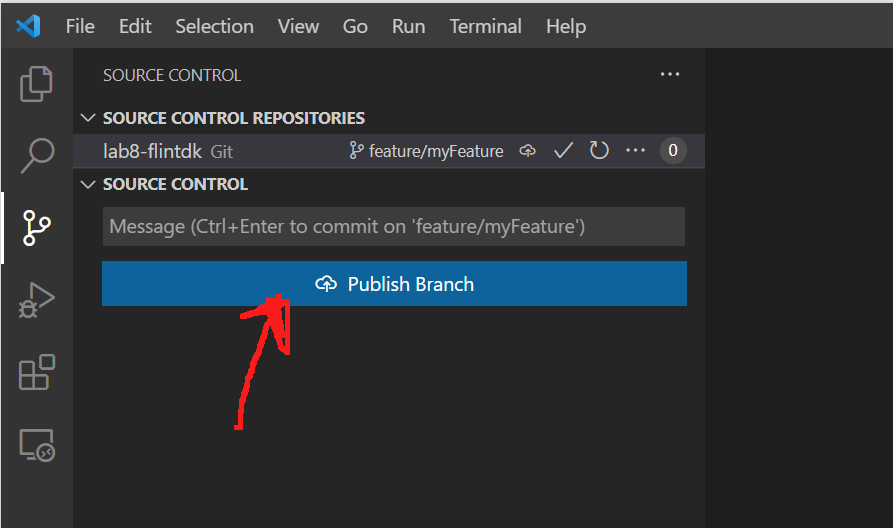 File Edit Selection View Go Run Terminal Help
SOURCE CONTROL
SOURCE CONTROL REPOSITORIES
lab8-flintdk Git feature/myFeature 0
SOURCE CONTROL
Message (Ctrl+Enter to commit on 'feature/myFeature')
Publish Branch